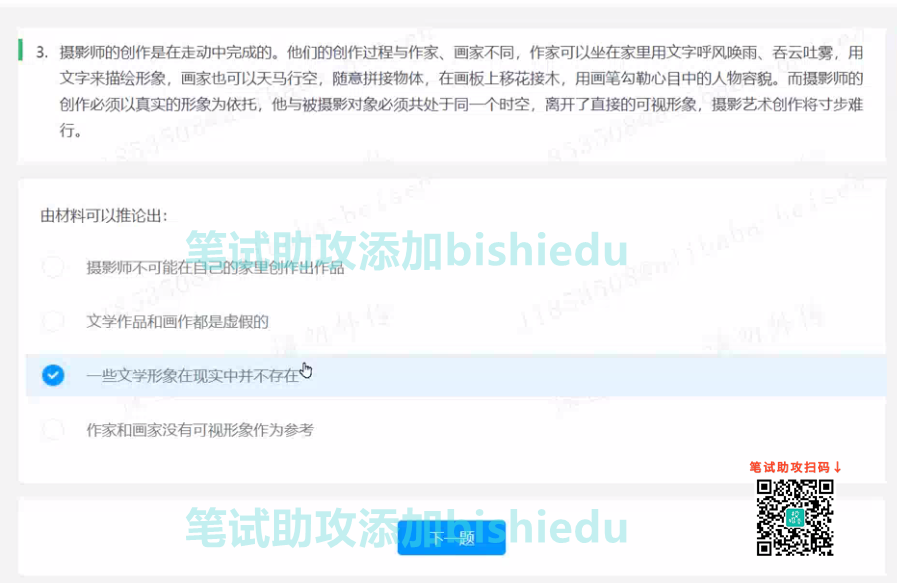 3. 摄影师的创作是在走动中完成的。他们的创作过程与作家、画家不同，作家可以坐在家里用文字呼风唤雨、吞云吐雾，用
文字来描绘形象，画家也可以天马行空，随意拼接物体，在画板上移花接木，用画笔勾勒心目中的人物容貌。而摄影师的
创作必须以真实的形象为依托，他与被摄影对象必须共处于同一个时空，离开了直接的可视形象，摄影艺术创作将寸步难
行。
由材料可以推论出：
笔试助攻添加bishiedu
摄影师不可能在自己的家里创作出作品
文学作品和画作都是虚假的
一些文学形象在现实中并不存在
作家和画家没有可视形象作为参考
笔试助攻扫码↓
笔试助攻添加bishiedu
下一题